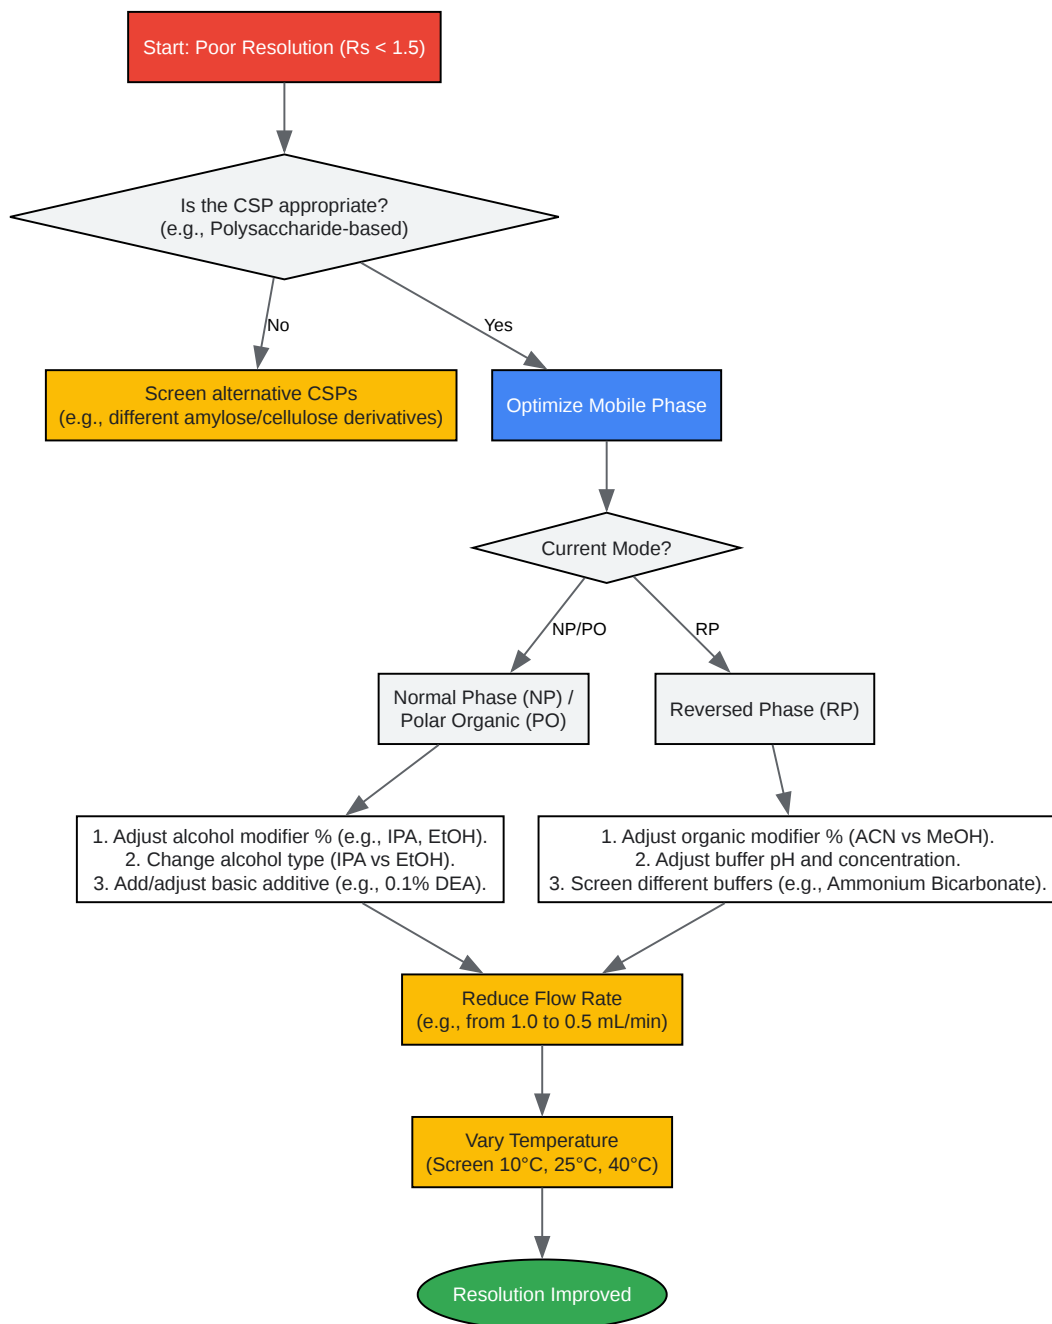 Start: Poor Resolution (Rs < 1.5)
Is the CSP appropriate?
(e.g., Polysaccharide-based)
No
Yes
Screen alternative CSPs
(e.g., different amylose/cellulose derivatives)
Optimize Mobile Phase
Current Mode?
NP/PO
RP
Normal Phase (NP) /
Polar Organic (PO)
Reversed Phase (RP)
1. Adjust alcohol modifier % (e.g., IPA, EtOH).
2. Change alcohol type (IPA vs EtOH).
3. Add/adjust basic additive (e.g., 0.1% DEA).
1. Adjust organic modifier % (ACN vs MeOH).
2. Adjust buffer pH and concentration.
3. Screen different buffers (e.g., Ammonium Bicarbonate).
Reduce Flow Rate
(e.g., from 1.0 to 0.5 mL/min)
Vary Temperature
(Screen 10°C, 25°C, 40°C)
Resolution Improved